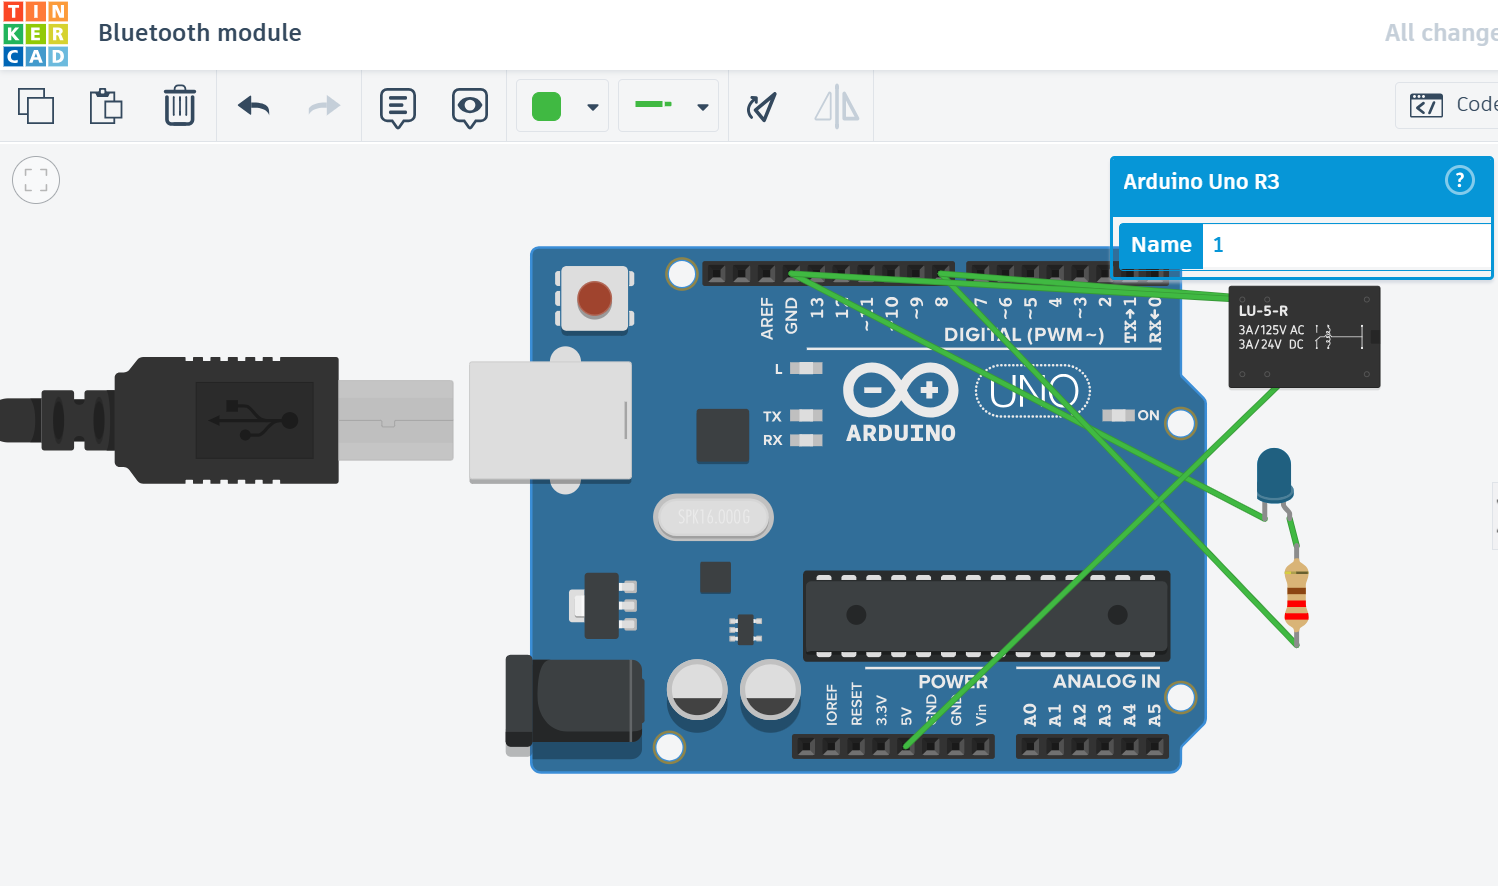 TIN
KER
CAD
Bluetooth module
All change
Code
Arduino Uno R3
?
Name
1
AREF
GND
13
12
~11
~10
~9
8
7
~6
~5
4
~3
2
TX→1
RX←0
DIGITAL (PWM~)
L
TX
RX
ON
UNO
ARDUINO
SPK16.000G
LU-5-R
3A/125V AC
3A/24V DC
POWER
ANALOG IN
IOREF
RESET
3.3V
5V
GND
GND
Vin
A0
A1
A2
A3
A4
A5